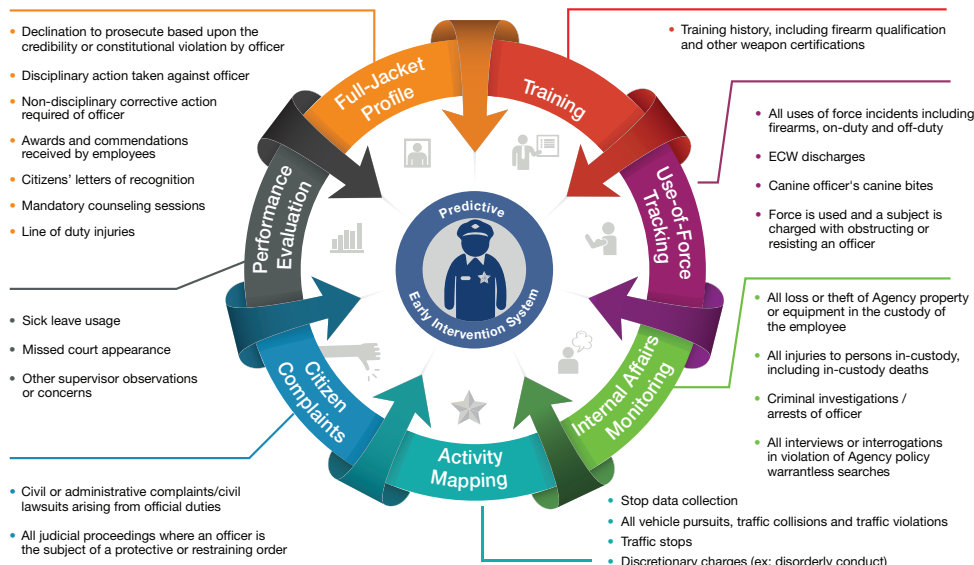 • Declination to prosecute based upon the
credibility or constitutional violation by officer
• Disciplinary action taken against officer
• Non-disciplinary corrective action
required of officer
• Awards and commendations
received by employees
• Citizens' letters of recognition
• Mandatory counseling sessions
• Line of duty injuries
• Sick leave usage
• Missed court appearance
• Other supervisor observations
or concerns
• Civil or administrative complaints/civil
lawsuits arising from official duties
• All judicial proceedings where an officer is
the subject of a protective or restraining order
Full-Jacket
Profile
Training
Use-of-Force
Tracking
Internal Affairs
Monitoring
Activity
Mapping
Citizen
Complaints
Performance
Evaluation
Predictive
Early Intervention System
• Training history, including firearm qualification
and other weapon certifications
• All uses of force incidents including
firearms, on-duty and off-duty
• ECW discharges
• Canine officer's canine bites
• Force is used and a subject is
charged with obstructing or
resisting an officer
• All loss or theft of Agency property
or equipment in the custody of
the employee
• All injuries to persons in-custody,
including in-custody deaths
• Criminal investigations /
arrests of officer
• All interviews or interrogations
in violation of Agency policy
warrantless searches
• Stop data collection
• All vehicle pursuits, traffic collisions and traffic violations
• Traffic stops
• Discretionary charges (ex: disorderly conduct)